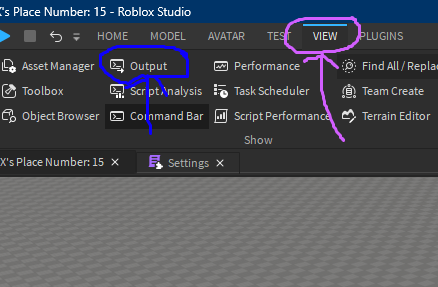 X's Place Number: 15 - Roblox Studio
HOME MODEL AVATAR TEST VIEW PLUGINS
Asset Manager Output Performance Find All / Repla
Toolbox Script Analysis Task Scheduler Team Create
Object Browser Command Bar Script Performance Terrain Editor
Show
X's Place Number: 15 Settings